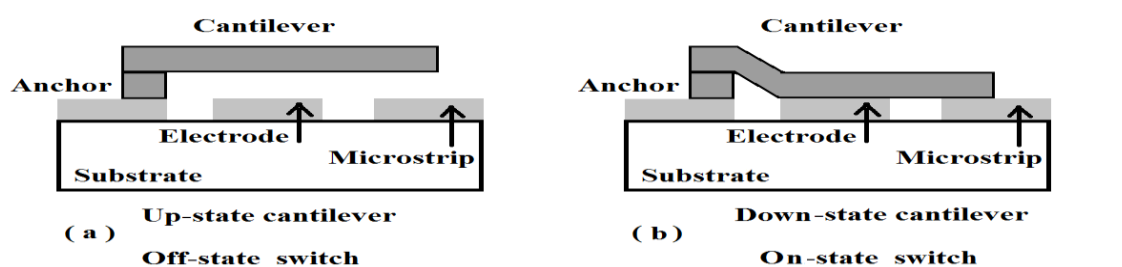 Cantilever
Anchor
Electrode
Microstrip
Substrate
Up-state cantilever
( a )
Off-state switch
Cantilever
Anchor
Electrode
Microstrip
Substrate
Down-state cantilever
( b )
On-state switch